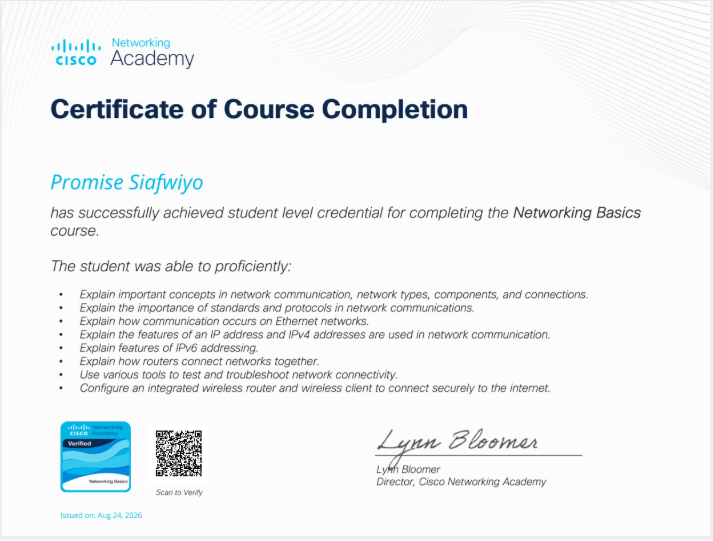 Networking
Academy
CISCO
Certificate of Course Completion
Promise Siafwiyo
has successfully achieved student level credential for completing the Networking Basics
course.
The student was able to proficiently:
• Explain important concepts in network communication, network types, components, and connections.
• Explain the importance of standards and protocols in network communications.
• Explain how communication occurs on Ethernet networks.
• Explain the features of an IP address and IPv4 addresses are used in network communication.
• Explain features of IPv6 addressing.
• Explain how routers connect networks together.
• Use various tools to test and troubleshoot network connectivity.
• Configure an integrated wireless router and wireless client to connect securely to the internet.
CISCO
Networking
Academy
Verified
Networking Basics
Scan to Verify
Lynn Bloomer
Lynn Bloomer
Director, Cisco Networking Academy
Issued on: Aug 24, 2026